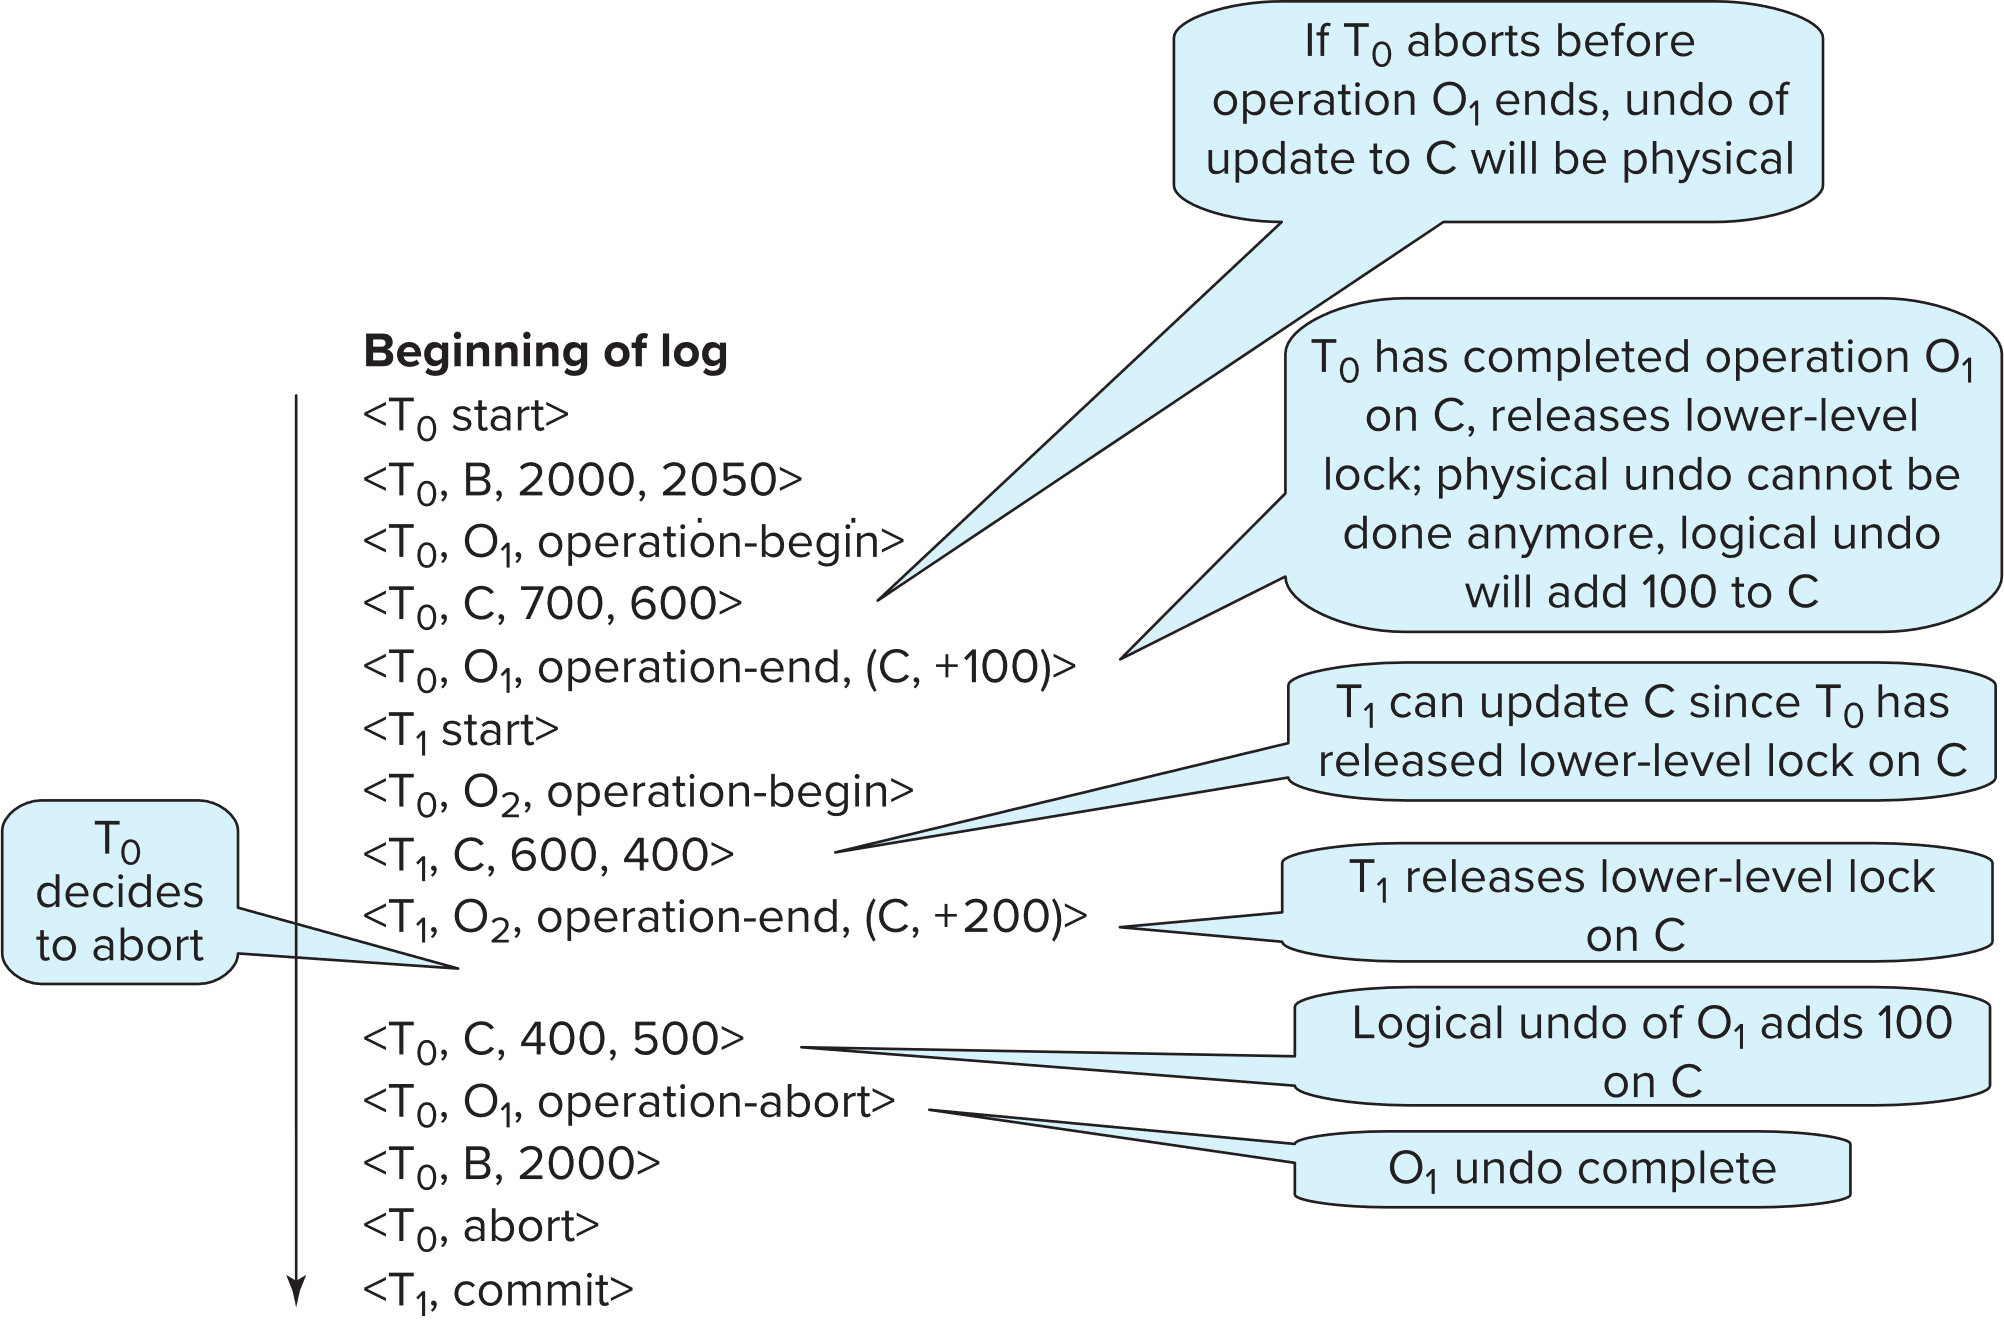 If T₀ aborts before
operation O₁ ends, undo of
update to C will be physical
Beginning of log
<T₀ start>
<T₀, B, 2000, 2050>
<T₀, O₁, operation-begin>
<T₀, C, 700, 600>
<T₀, O₁, operation-end, (C, +100)>
<T₁ start>
<T₀, O₂, operation-begin>
<T₁, C, 600, 400>
<T₁, O₂, operation-end, (C, +200)>
<T₀, C, 400, 500>
<T₀, O₁, operation-abort>
<T₀, B, 2000>
<T₀, abort>
<T₁, commit>
T₀ has completed operation O₁
on C, releases lower-level
lock; physical undo cannot be
done anymore, logical undo
will add 100 to C
T₁ can update C since T₀ has
released lower-level lock on C
T₁ releases lower-level lock
on C
T₀
decides
to abort
Logical undo of O₁ adds 100
on C
O₁ undo complete